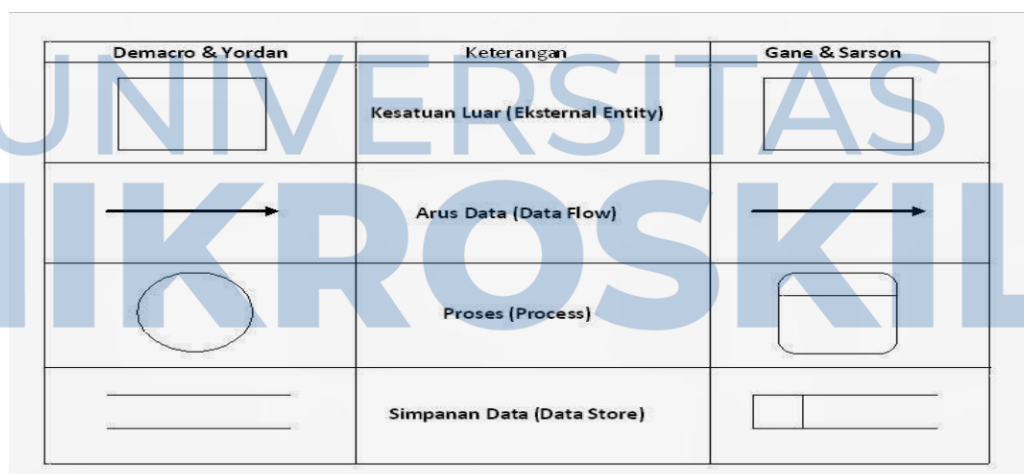 Demacro & Yordan Keterangan Gane & Sarson
UNIVERSITAS
Kesatuan Luar (Eksternal Entity)
MIKROSKIL
Arus Data (Data Flow)
Proses (Process)
Simpanan Data (Data Store)